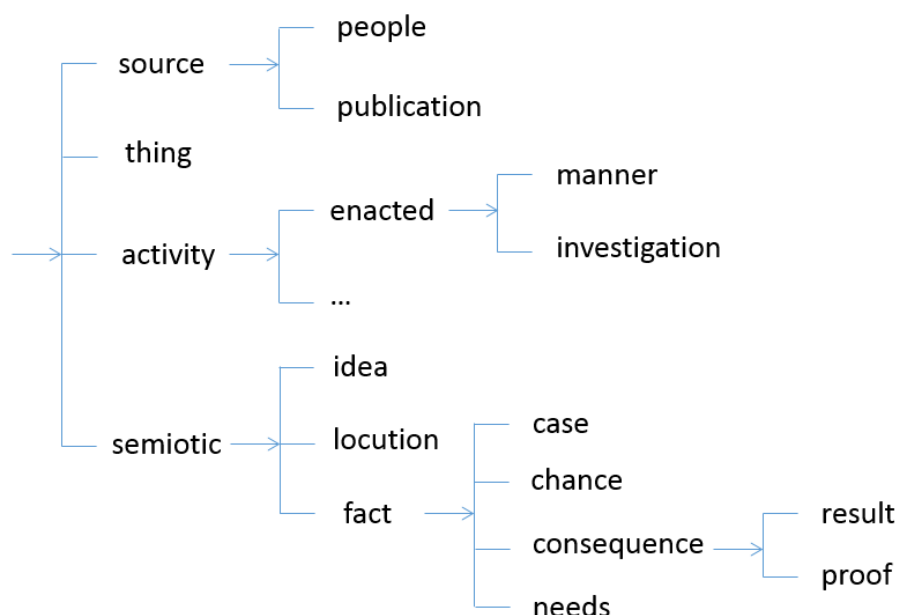 people
source
publication
thing
manner
enacted
investigation
activity
...
idea
case
locution
semiotic
chance
fact
result
consequence
proof
needs